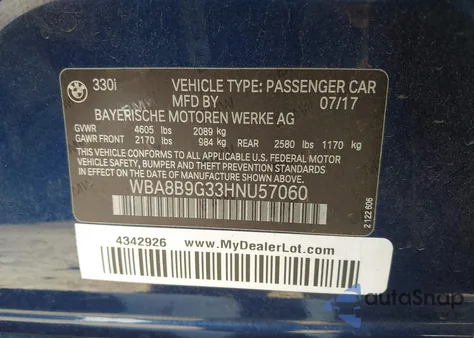 330i VEHICLE TYPE: PASSENGER CAR
MFD BY 07/17
BAYERISCHE MOTOREN WERKE AG
GVWR 4605 lbs 2089 kg
GAWR FRONT 2170 lbs 984 kg REAR 2580 lbs 1170 kg
THIS VEHICLE CONFORMS TO ALL APPLICABLE U.S. FEDERAL MOTOR VEHICLE
SAFETY, BUMPER AND THEFT PREVENTION STANDARDS IN
EFFECT ON THE DATE OF MANUFACTURE SHOWN ABOVE.
WBA8B9G33HNU57060
2 122 606
4342926 www.MyDealerLot.com
autoSnap